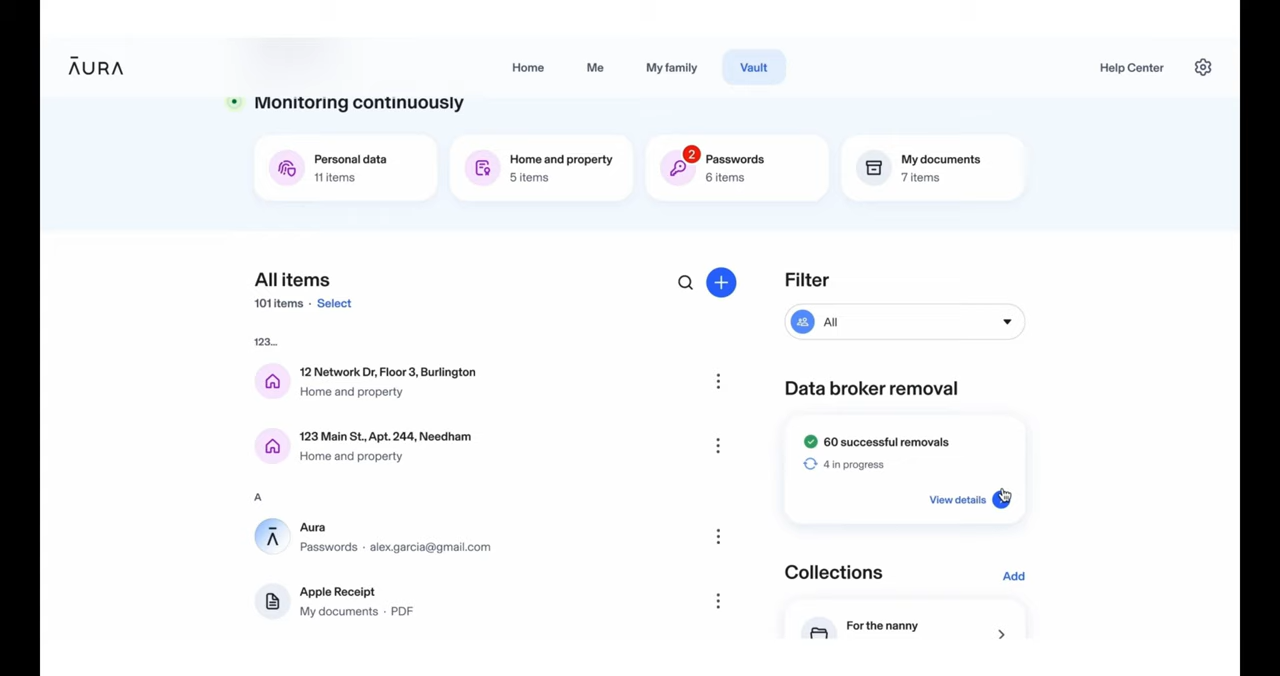 ĀURA
Home
Me
My family
Vault
Help Center
Monitoring continuously
Personal data
11 items
Home and property
5 items
2
Passwords
6 items
My documents
7 items
All items
101 items · Select
123...
12 Network Dr, Floor 3, Burlington
Home and property
123 Main St., Apt. 244, Needham
Home and property
A
Ā
Aura
Passwords · alex.garcia@gmail.com
Apple Receipt
My documents · PDF
Filter
All
Data broker removal
60 successful removals
4 in progress
View details
Collections
Add
For the nanny